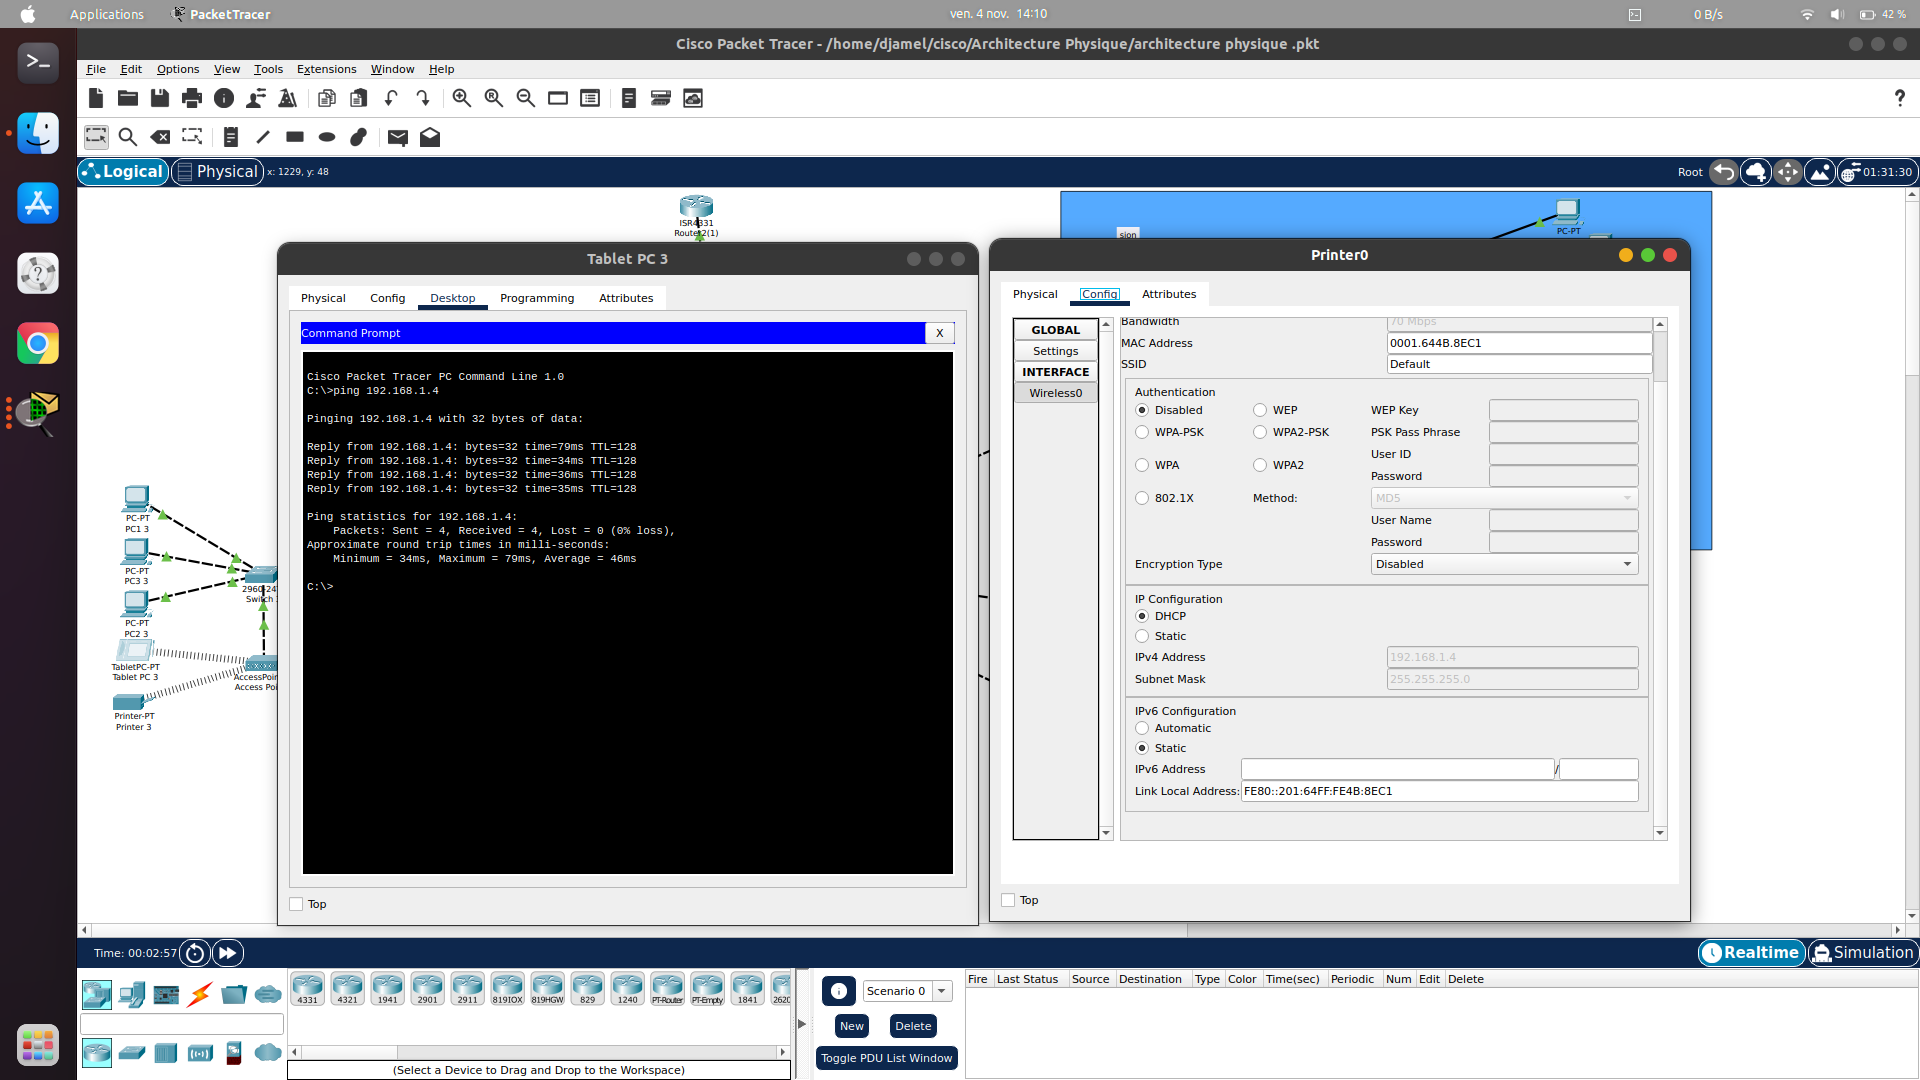 Applications PacketTracer ven. 4 nov. 14:10 0 B/s 42 %
Cisco Packet Tracer - /home/djamel/cisco/Architecture Physique/architecture physique .pkt
File Edit Options View Tools Extensions Window Help
?
Logical Physical x: 1229, y: 48 Root 01:31:30
ISR4331
Router2(1)
sion
PC-PT
PC-PT
PC1 3
PC-PT
PC3 3
PC-PT
PC2 3
TabletPC-PT
Tablet PC 3
Printer-PT
Printer 3
Switch
Access Poi
Tablet PC 3
Physical Config Desktop Programming Attributes
Command Prompt X
Cisco Packet Tracer PC Command Line 1.0
C:\>ping 192.168.1.4
Pinging 192.168.1.4 with 32 bytes of data:
Reply from 192.168.1.4: bytes=32 time=79ms TTL=128
Reply from 192.168.1.4: bytes=32 time=34ms TTL=128
Reply from 192.168.1.4: bytes=32 time=36ms TTL=128
Reply from 192.168.1.4: bytes=32 time=35ms TTL=128
Ping statistics for 192.168.1.4:
Packets: Sent = 4, Received = 4, Lost = 0 (0% loss),
Approximate round trip times in milli-seconds:
Minimum = 34ms, Maximum = 79ms, Average = 46ms
C:\>
Top
Printer0
Physical Config Attributes
GLOBAL
Settings
INTERFACE
Wireless0
Bandwidth 70 Mbps
MAC Address 0001.644B.8EC1
SSID Default
Authentication
Disabled WEP WEP Key
WPA-PSK WPA2-PSK PSK Pass Phrase
User ID
WPA WPA2
Password
802.1X Method: MD5
User Name
Password
Encryption Type Disabled
IP Configuration
DHCP
Static
IPv4 Address 192.168.1.4
Subnet Mask 255.255.255.0
IPv6 Configuration
Automatic
Static
IPv6 Address /
Link Local Address: FE80::201:64FF:FE4B:8EC1
Top
Time: 00:02:57 Realtime Simulation
4331 4321 1941 2901 2911 819IOX 819HGW 829 1240 PT-Router PT-Empty 1841 2620
(Select a Device to Drag and Drop to the Workspace)
Scenario 0
New Delete
Toggle PDU List Window
Fire Last Status Source Destination Type Color Time(sec) Periodic Num Edit Delete